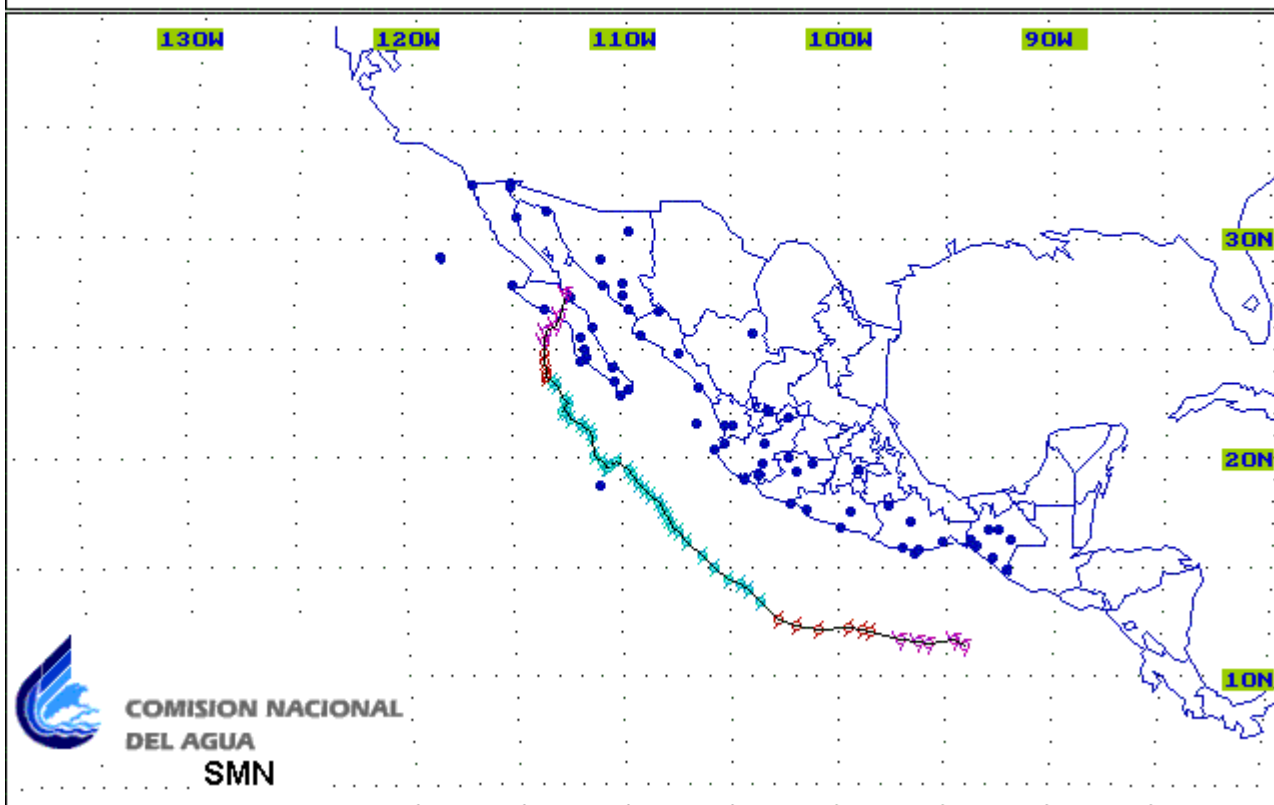 130W 120W 110W 100W 90W
30N
20N
10N
COMISION NACIONAL
DEL AGUA
SMN